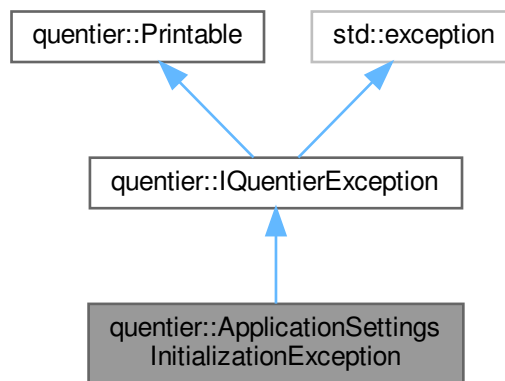 quentier::Printable
std::exception
quentier::IQuentierException
quentier::ApplicationSettings
InitializationException